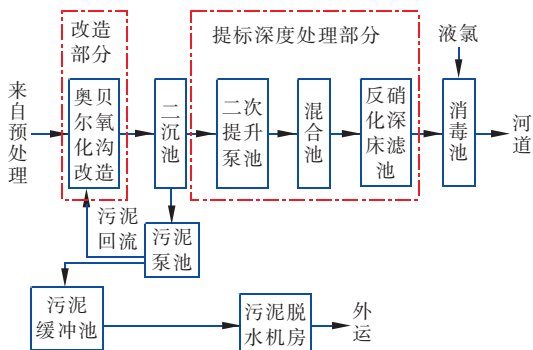 改造
部分
提标深度处理部分
液氯
来
自
预
处
理
奥贝
尔氧
化沟
改造
二
沉
池
二次
提升
泵池
混
合
池
反硝
化深
床滤
池
消
毒
池
河
道
污泥
回流
污泥
泵池
污泥
缓冲池
污泥脱
水机房
外
运